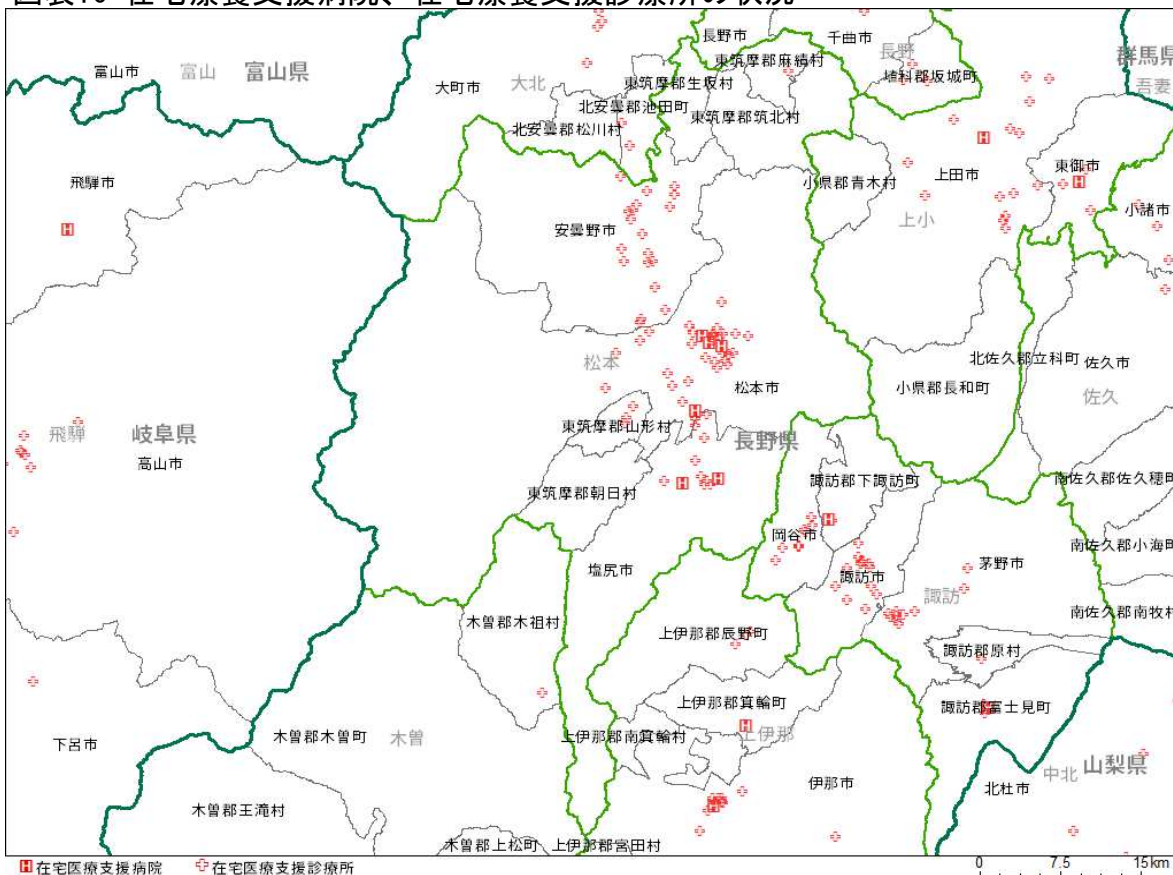 図表10 在宅療養支援病院、在宅療養支援診療所の状況
長野市
千曲市
長野
群馬県
富山市
富山
富山県
大町市
大北
東筑摩郡生坂村
東筑摩郡麻績村
埴科郡坂城町
吾妻
北安曇郡池田町
北安曇郡松川村
東筑摩郡筑北村
飛騨市
小県郡青木村
上田市
東御市
上小
小諸市
安曇野市
松本
松本市
北佐久郡立科町
佐久市
小県郡長和町
佐久
東筑摩郡山形村
長野県
飛騨
岐阜県
高山市
東筑摩郡朝日村
諏訪郡下諏訪町
南佐久郡佐久穂町
岡谷市
塩尻市
諏訪市
茅野市
南佐久郡小海町
諏訪
南佐久郡南牧村
木曽郡木祖村
上伊那郡辰野町
諏訪郡原村
上伊那郡箕輪町
諏訪郡富士見町
下呂市
木曽郡木曽町
木曽
上伊那郡南箕輪村
上伊那
伊那市
中北
山梨県
北杜市
木曽郡王滝村
木曽郡上松町
上伊那郡宮田村
H 在宅医療支援病院
在宅医療支援診療所
0 7.5 15km